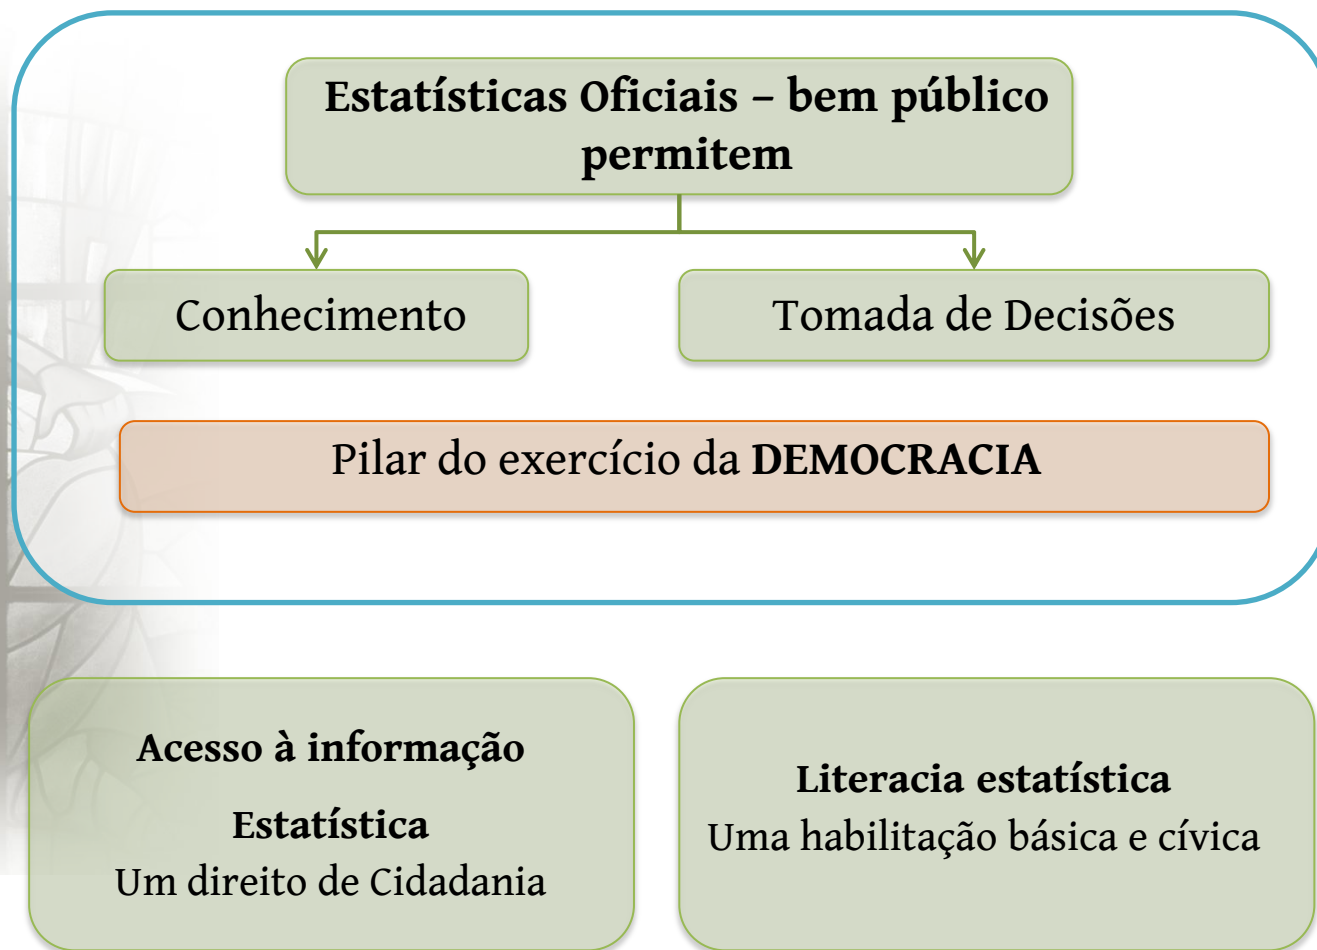 Estatísticas Oficiais – bem público
permitem
Conhecimento
Tomada de Decisões
Pilar do exercício da DEMOCRACIA
Acesso à informação
Estatística
Um direito de Cidadania
Literacia estatística
Uma habilitação básica e cívica